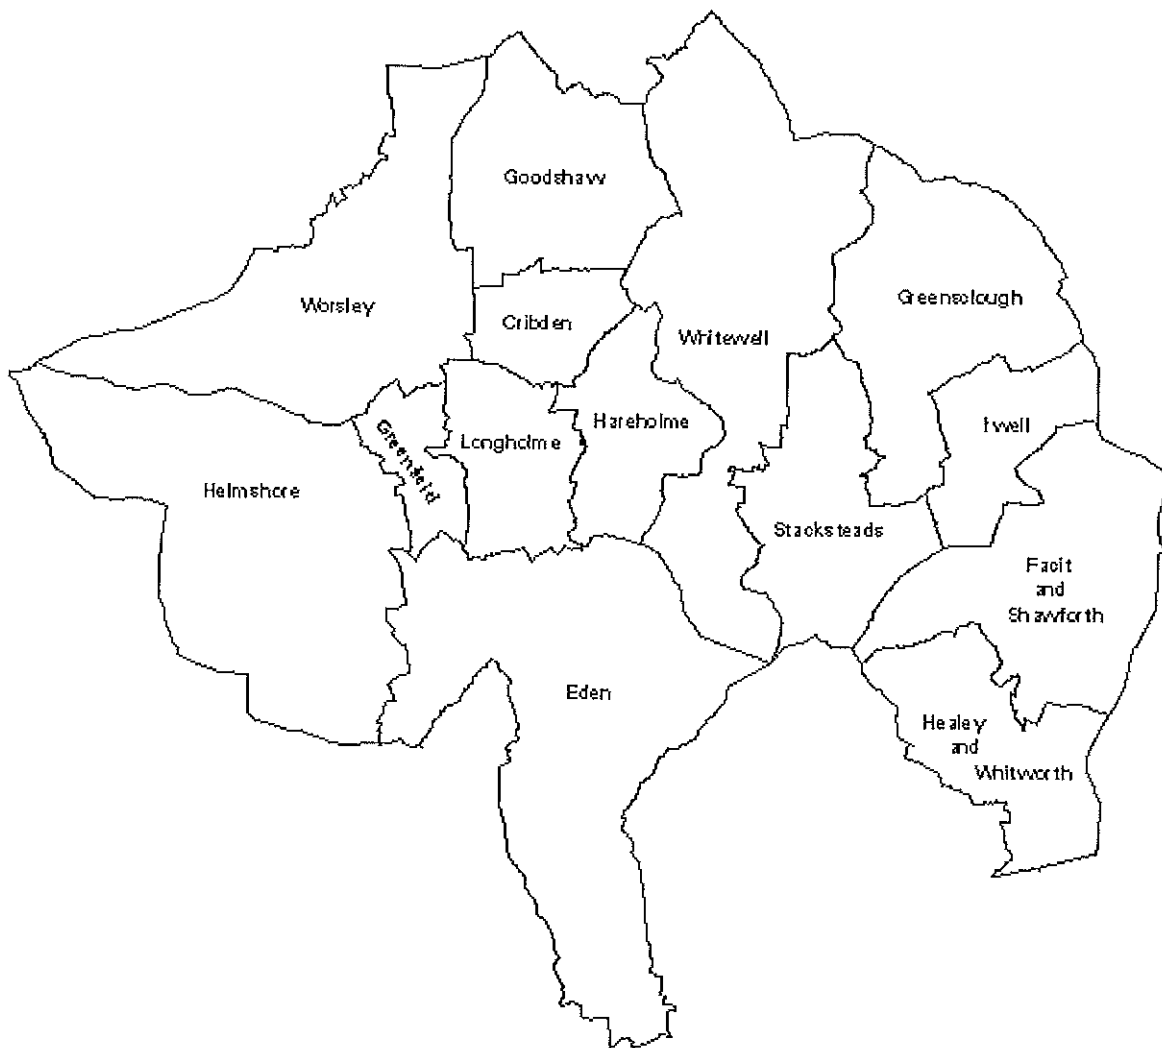 Goodshaw
Greensclough
Worsley
Cribden
Whitewell
Hareholme
Irwell
Greenfield
Longholme
Helmshore
Stacksteads
Facit
and
Shawforth
Eden
Healey
and
Whitworth